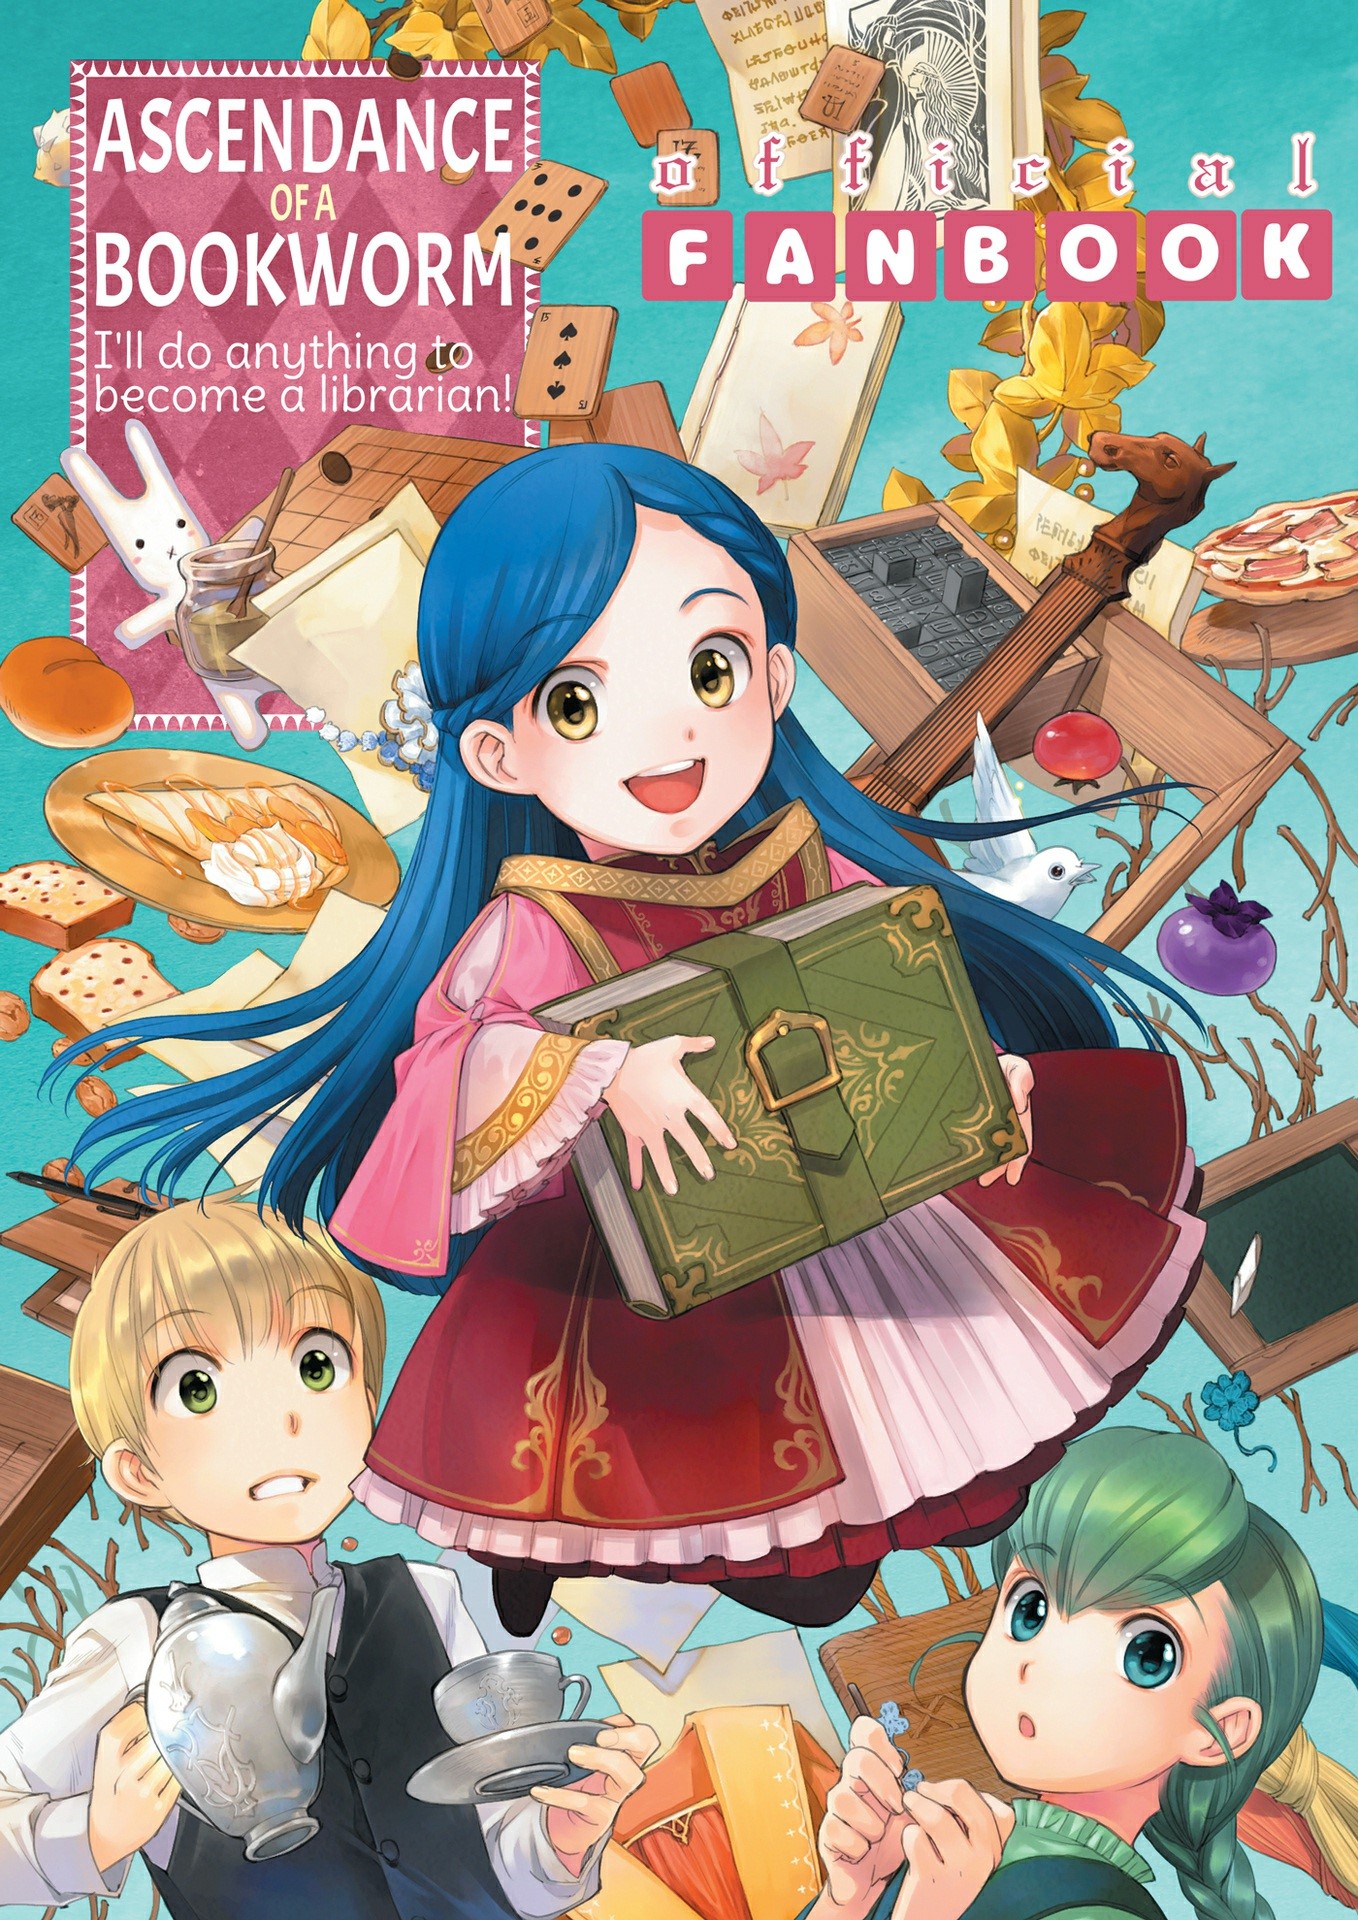 ASCENDANCE
OF A
BOOKWORM
I'll do anything to
become a librarian!
official
FANBOOK